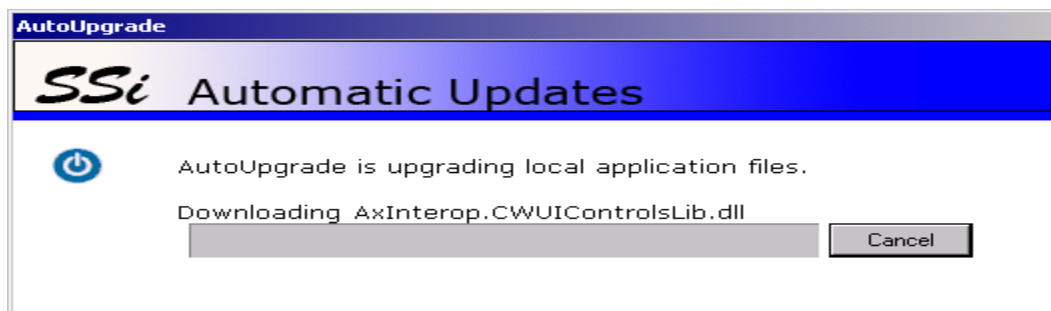 AutoUpgrade
SSi Automatic Updates
AutoUpgrade is upgrading local application files.
Downloading AxInterop.CWUIControlsLib.dll
Cancel